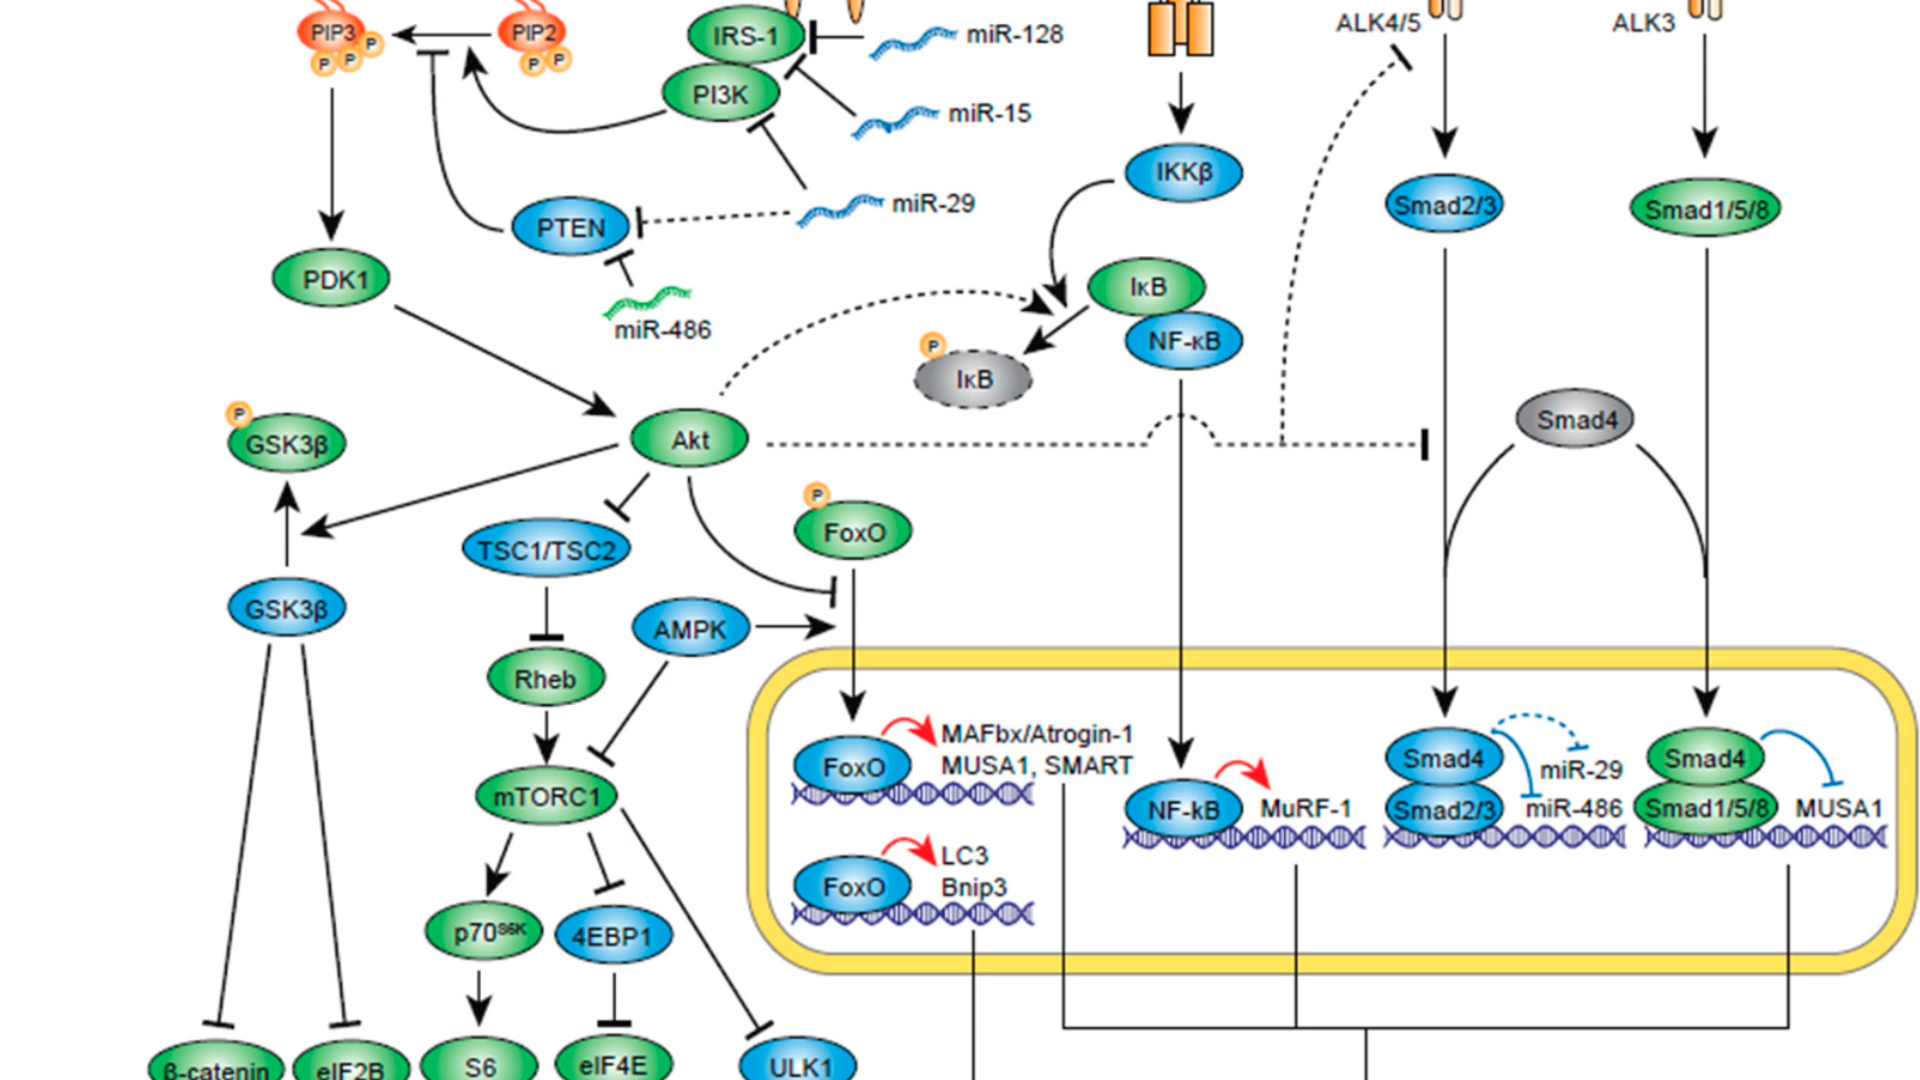 PIP3
P
P
P
PIP2
P
P
IRS-1
PI3K
miR-128
miR-15
miR-29
PTEN
miR-486
PDK1
ALK4/5
ALK3
IKKβ
Smad2/3
Smad1/5/8
IκB
NF-κB
P
IκB
Smad4
P
GSK3β
Akt
P
FoxO
TSC1/TSC2
GSK3β
AMPK
Rheb
mTORC1
FoxO
MAFbx/Atrogin-1
MUSA1, SMART
FoxO
LC3
Bnip3
NF-kB
MuRF-1
Smad4
Smad2/3
miR-29
miR-486
Smad4
Smad1/5/8
MUSA1
p70S6K
4EBP1
β-catenin
eIF2B
S6
eIF4E
ULK1